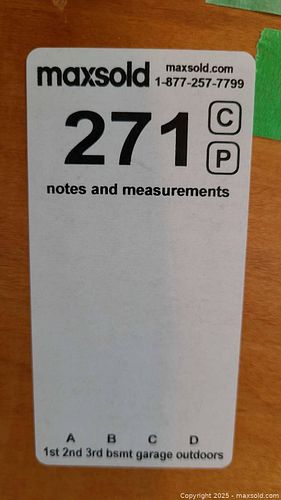 maxsold maxsold.com
1-877-257-7799
271 C
P
notes and measurements
A B C D
1st 2nd 3rd bsmt garage outdoors
Copyright 2025 - maxsold.com